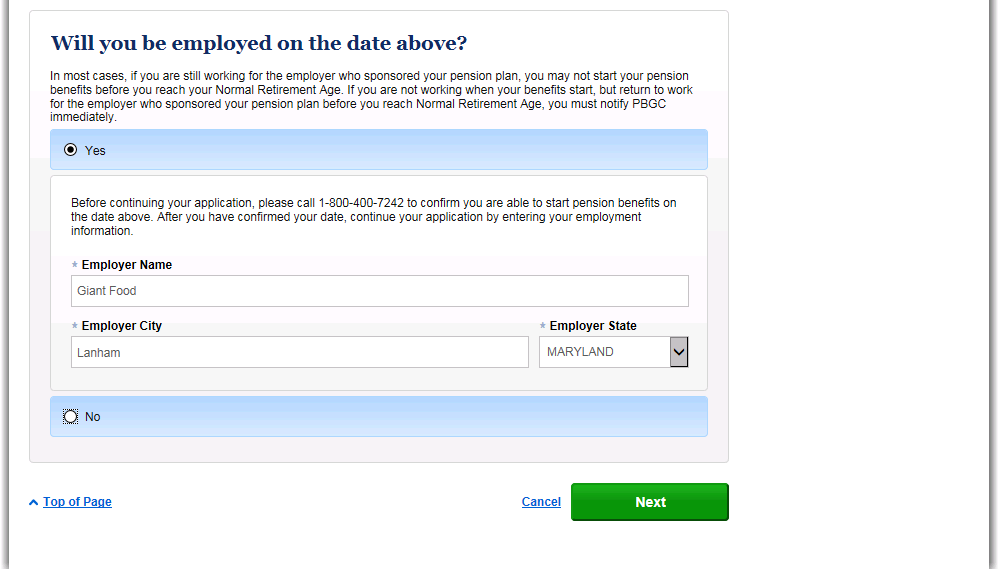 Will you be employed on the date above?
In most cases, if you are still working for the employer who sponsored your pension plan, you may not start your pension
benefits before you reach your Normal Retirement Age. If you are not working when your benefits start, but return to work
for the employer who sponsored your pension plan before you reach Normal Retirement Age, you must notify PBGC
immediately.
Yes
Before continuing your application, please call 1-800-400-7242 to confirm you are able to start pension benefits on
the date above. After you have confirmed your date, continue your application by entering your employment
information.
* Employer Name
Giant Food
* Employer City * Employer State
Lanham MARYLAND
No
Top of Page Cancel Next